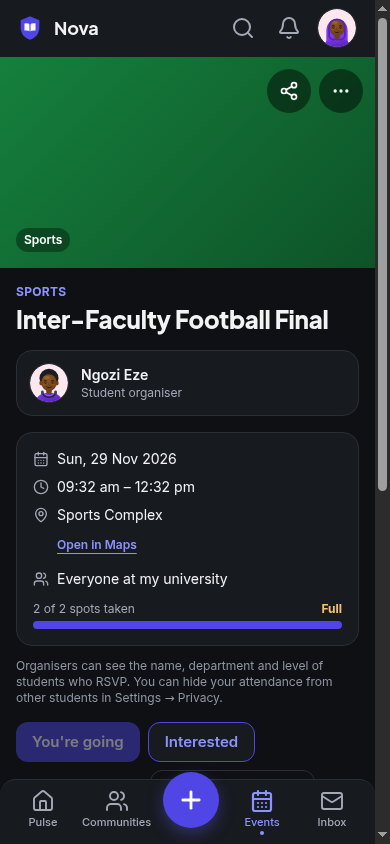 Nova
Sports
SPORTS
Inter-Faculty Football Final
Ngozi Eze
Student organiser
Sun, 29 Nov 2026
09:32 am – 12:32 pm
Sports Complex
Open in Maps
Everyone at my university
2 of 2 spots taken
Full
Organisers can see the name, department and level of
students who RSVP. You can hide your attendance from
other students in Settings → Privacy.
You're going
Interested
Pulse
Communities
Events
Inbox